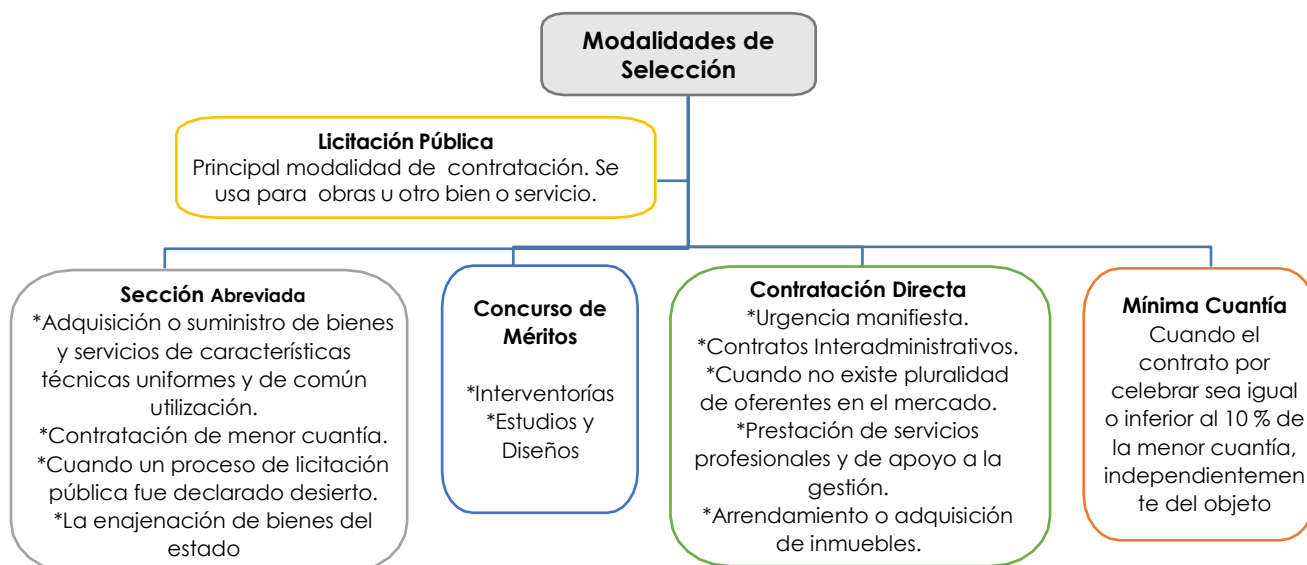 Modalidades de
Selección
Licitación Pública
Principal modalidad de contratación. Se
usa para obras u otro bien o servicio.
Sección Abreviada
*Adquisición o suministro de bienes
y servicios de características
técnicas uniformes y de común
utilización.
*Contratación de menor cuantía.
*Cuando un proceso de licitación
pública fue declarado desierto.
*La enajenación de bienes del
estado
Concurso de
Méritos
*Interventorías
*Estudios y
Diseños
Contratación Directa
*Urgencia manifiesta.
*Contratos Interadministrativos.
*Cuando no existe pluralidad
de oferentes en el mercado.
*Prestación de servicios
profesionales y de apoyo a la
gestión.
*Arrendamiento o adquisición
de inmuebles.
Mínima Cuantía
Cuando el
contrato por
celebrar sea igual
o inferior al 10 % de
la menor cuantía,
independientemen
te del objeto